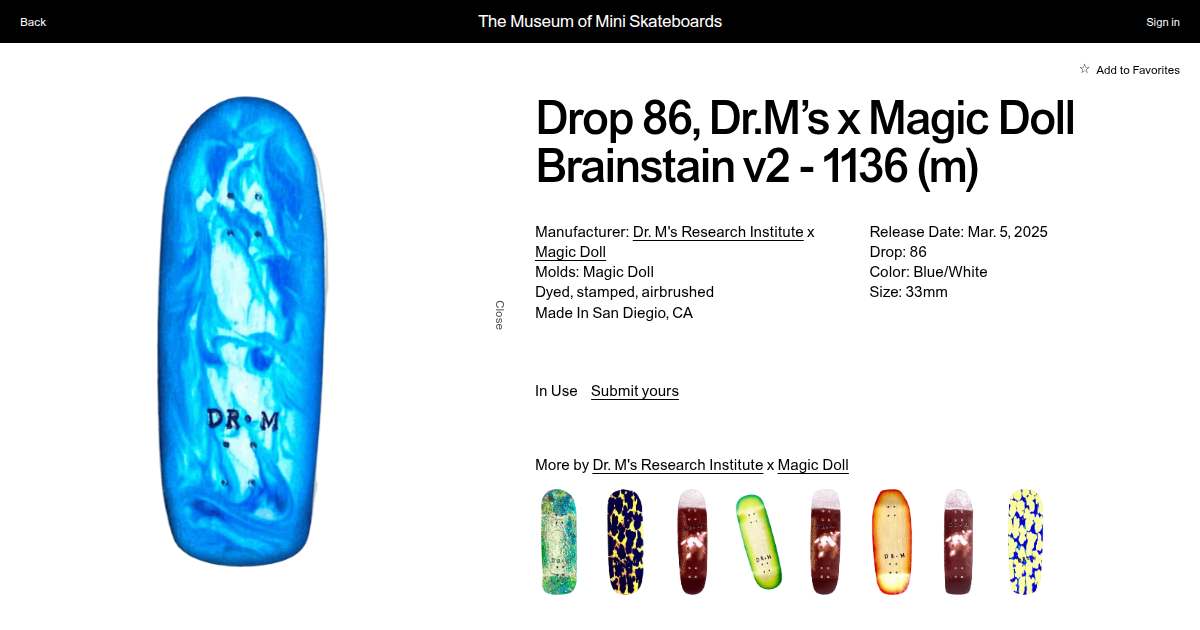 Back
The Museum of Mini Skateboards
Sign in
☆ Add to Favorites
Drop 86, Dr.M’s x Magic Doll
Brainstain v2 - 1136 (m)
Manufacturer: Dr. M's Research Institute x
Magic Doll
Molds: Magic Doll
Dyed, stamped, airbrushed
Made In San Diegio, CA
Release Date: Mar. 5, 2025
Drop: 86
Color: Blue/White
Size: 33mm
Close
DR•M
In Use Submit yours
More by Dr. M's Research Institute x Magic Doll
DR•M
DR•M